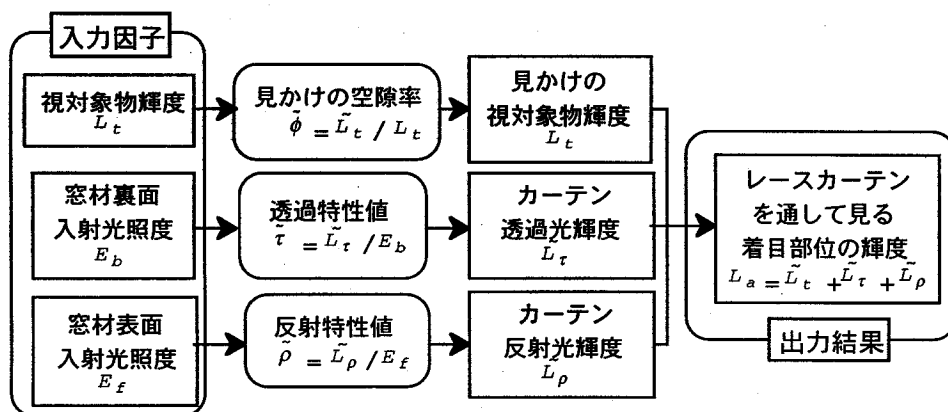 入力因子
視対象物輝度
L_t
見かけの空隙率
φ̃ = L̃_t / L_t
見かけの
視対象物輝度
L_t
窓材裏面
入射光照度
E_b
透過特性値
τ̃ = L̃_τ / E_b
カーテン
透過光輝度
L̃_τ
窓材表面
入射光照度
E_f
反射特性値
ρ̃ = L̃_ρ / E_f
カーテン
反射光輝度
L̃_ρ
レースカーテン
を通して見る
着目部位の輝度
L_a = L̃_t + L̃_τ + L̃_ρ
出力結果